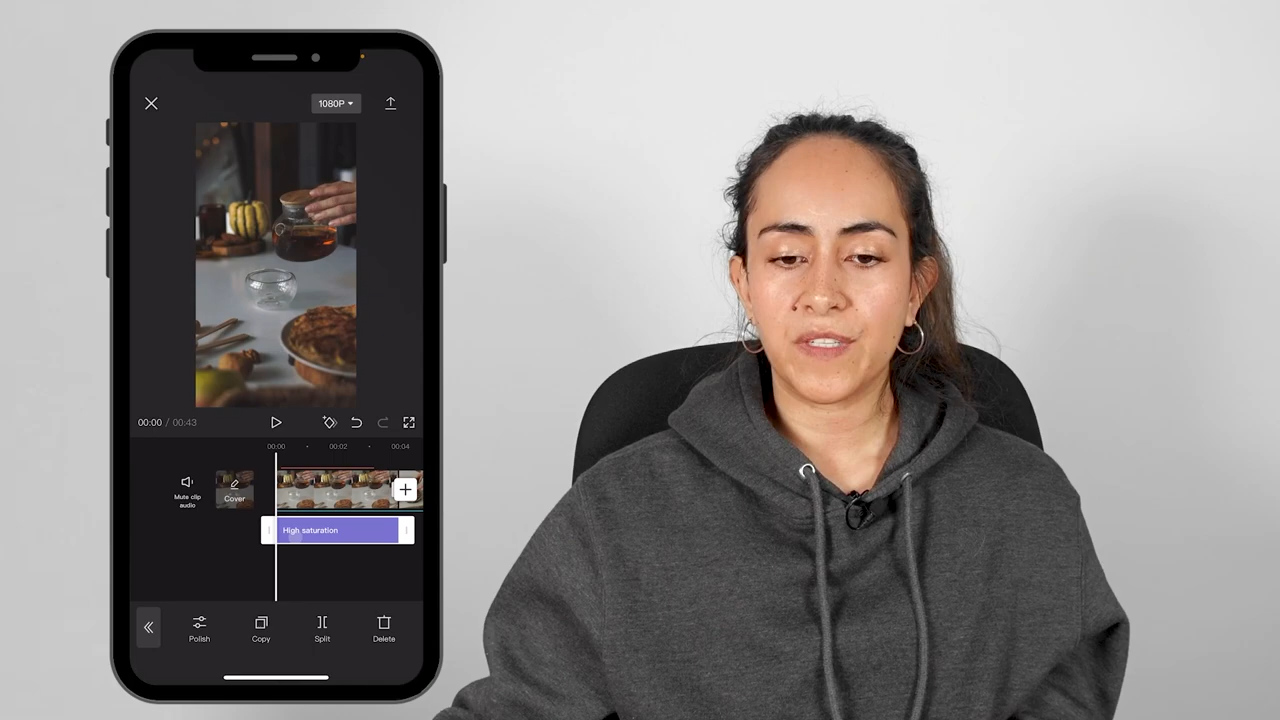 1080P
00:00 / 00:43
00:00
00:02
00:04
Mute clip
audio
Cover
High saturation
Polish
Copy
Split
Delete